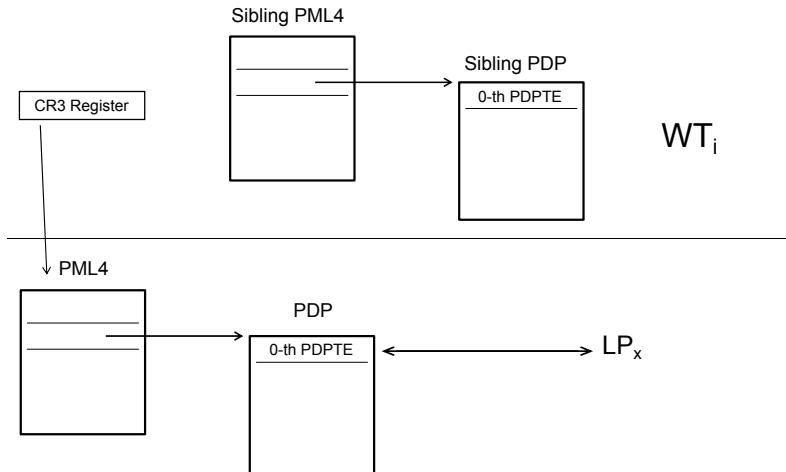 Sibling PML4
Sibling PDP
CR3 Register
0-th PDPTE
WTi
PML4
PDP
0-th PDPTE
LPx